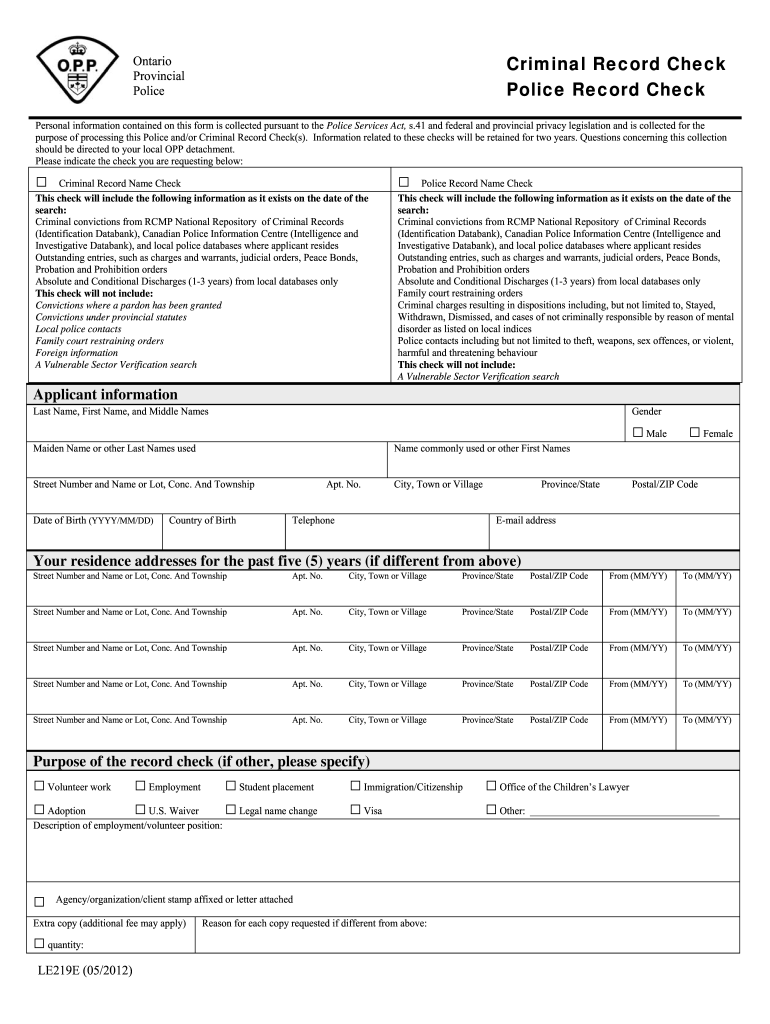 O.P.P.
Ontario
Provincial
Police
Criminal Record Check
Police Record Check
Personal information contained on this form is collected pursuant to the Police Services Act, s.41 and federal and provincial privacy legislation and is collected for the
purpose of processing this Police and/or Criminal Record Check(s). Information related to these checks will be retained for two years. Questions concerning this collection
should be directed to your local OPP detachment.
Please indicate the check you are requesting below:
☐ Criminal Record Name Check
This check will include the following information as it exists on the date of the
search:
Criminal convictions from RCMP National Repository of Criminal Records
(Identification Databank), Canadian Police Information Centre (Intelligence and
Investigative Databank), and local police databases where applicant resides
Outstanding entries, such as charges and warrants, judicial orders, Peace Bonds,
Probation and Prohibition orders
Absolute and Conditional Discharges (1-3 years) from local databases only
This check will not include:
Convictions where a pardon has been granted
Convictions under provincial statutes
Local police contacts
Family court restraining orders
Foreign information
A Vulnerable Sector Verification search
☐ Police Record Name Check
This check will include the following information as it exists on the date of the
search:
Criminal convictions from RCMP National Repository of Criminal Records
(Identification Databank), Canadian Police Information Centre (Intelligence and
Investigative Databank), and local police databases where applicant resides
Outstanding entries, such as charges and warrants, judicial orders, Peace Bonds,
Probation and Prohibition orders
Absolute and Conditional Discharges (1-3 years) from local databases only
Family court restraining orders
Criminal charges resulting in dispositions including, but not limited to, Stayed,
Withdrawn, Dismissed, and cases of not criminally responsible by reason of mental
disorder as listed on local indices
Police contacts including but not limited to theft, weapons, sex offences, or violent,
harmful and threatening behaviour
This check will not include:
A Vulnerable Sector Verification search
Applicant information
Last Name, First Name, and Middle Names Gender
☐ Male ☐ Female
Maiden Name or other Last Names used Name commonly used or other First Names
Street Number and Name or Lot, Conc. And Township Apt. No. City, Town or Village Province/State Postal/ZIP Code
Date of Birth (YYYY/MM/DD) Country of Birth Telephone E-mail address
Your residence addresses for the past five (5) years (if different from above)
Street Number and Name or Lot, Conc. And Township Apt. No. City, Town or Village Province/State Postal/ZIP Code From (MM/YY) To (MM/YY)
Street Number and Name or Lot, Conc. And Township Apt. No. City, Town or Village Province/State Postal/ZIP Code From (MM/YY) To (MM/YY)
Street Number and Name or Lot, Conc. And Township Apt. No. City, Town or Village Province/State Postal/ZIP Code From (MM/YY) To (MM/YY)
Street Number and Name or Lot, Conc. And Township Apt. No. City, Town or Village Province/State Postal/ZIP Code From (MM/YY) To (MM/YY)
Street Number and Name or Lot, Conc. And Township Apt. No. City, Town or Village Province/State Postal/ZIP Code From (MM/YY) To (MM/YY)
Purpose of the record check (if other, please specify)
☐ Volunteer work ☐ Employment ☐ Student placement ☐ Immigration/Citizenship ☐ Office of the Children's Lawyer
☐ Adoption ☐ U.S. Waiver ☐ Legal name change ☐ Visa ☐ Other: ____________________
Description of employment/volunteer position:
☐ Agency/organization/client stamp affixed or letter attached
Extra copy (additional fee may apply) Reason for each copy requested if different from above:
☐ quantity:
LE219E (05/2012)